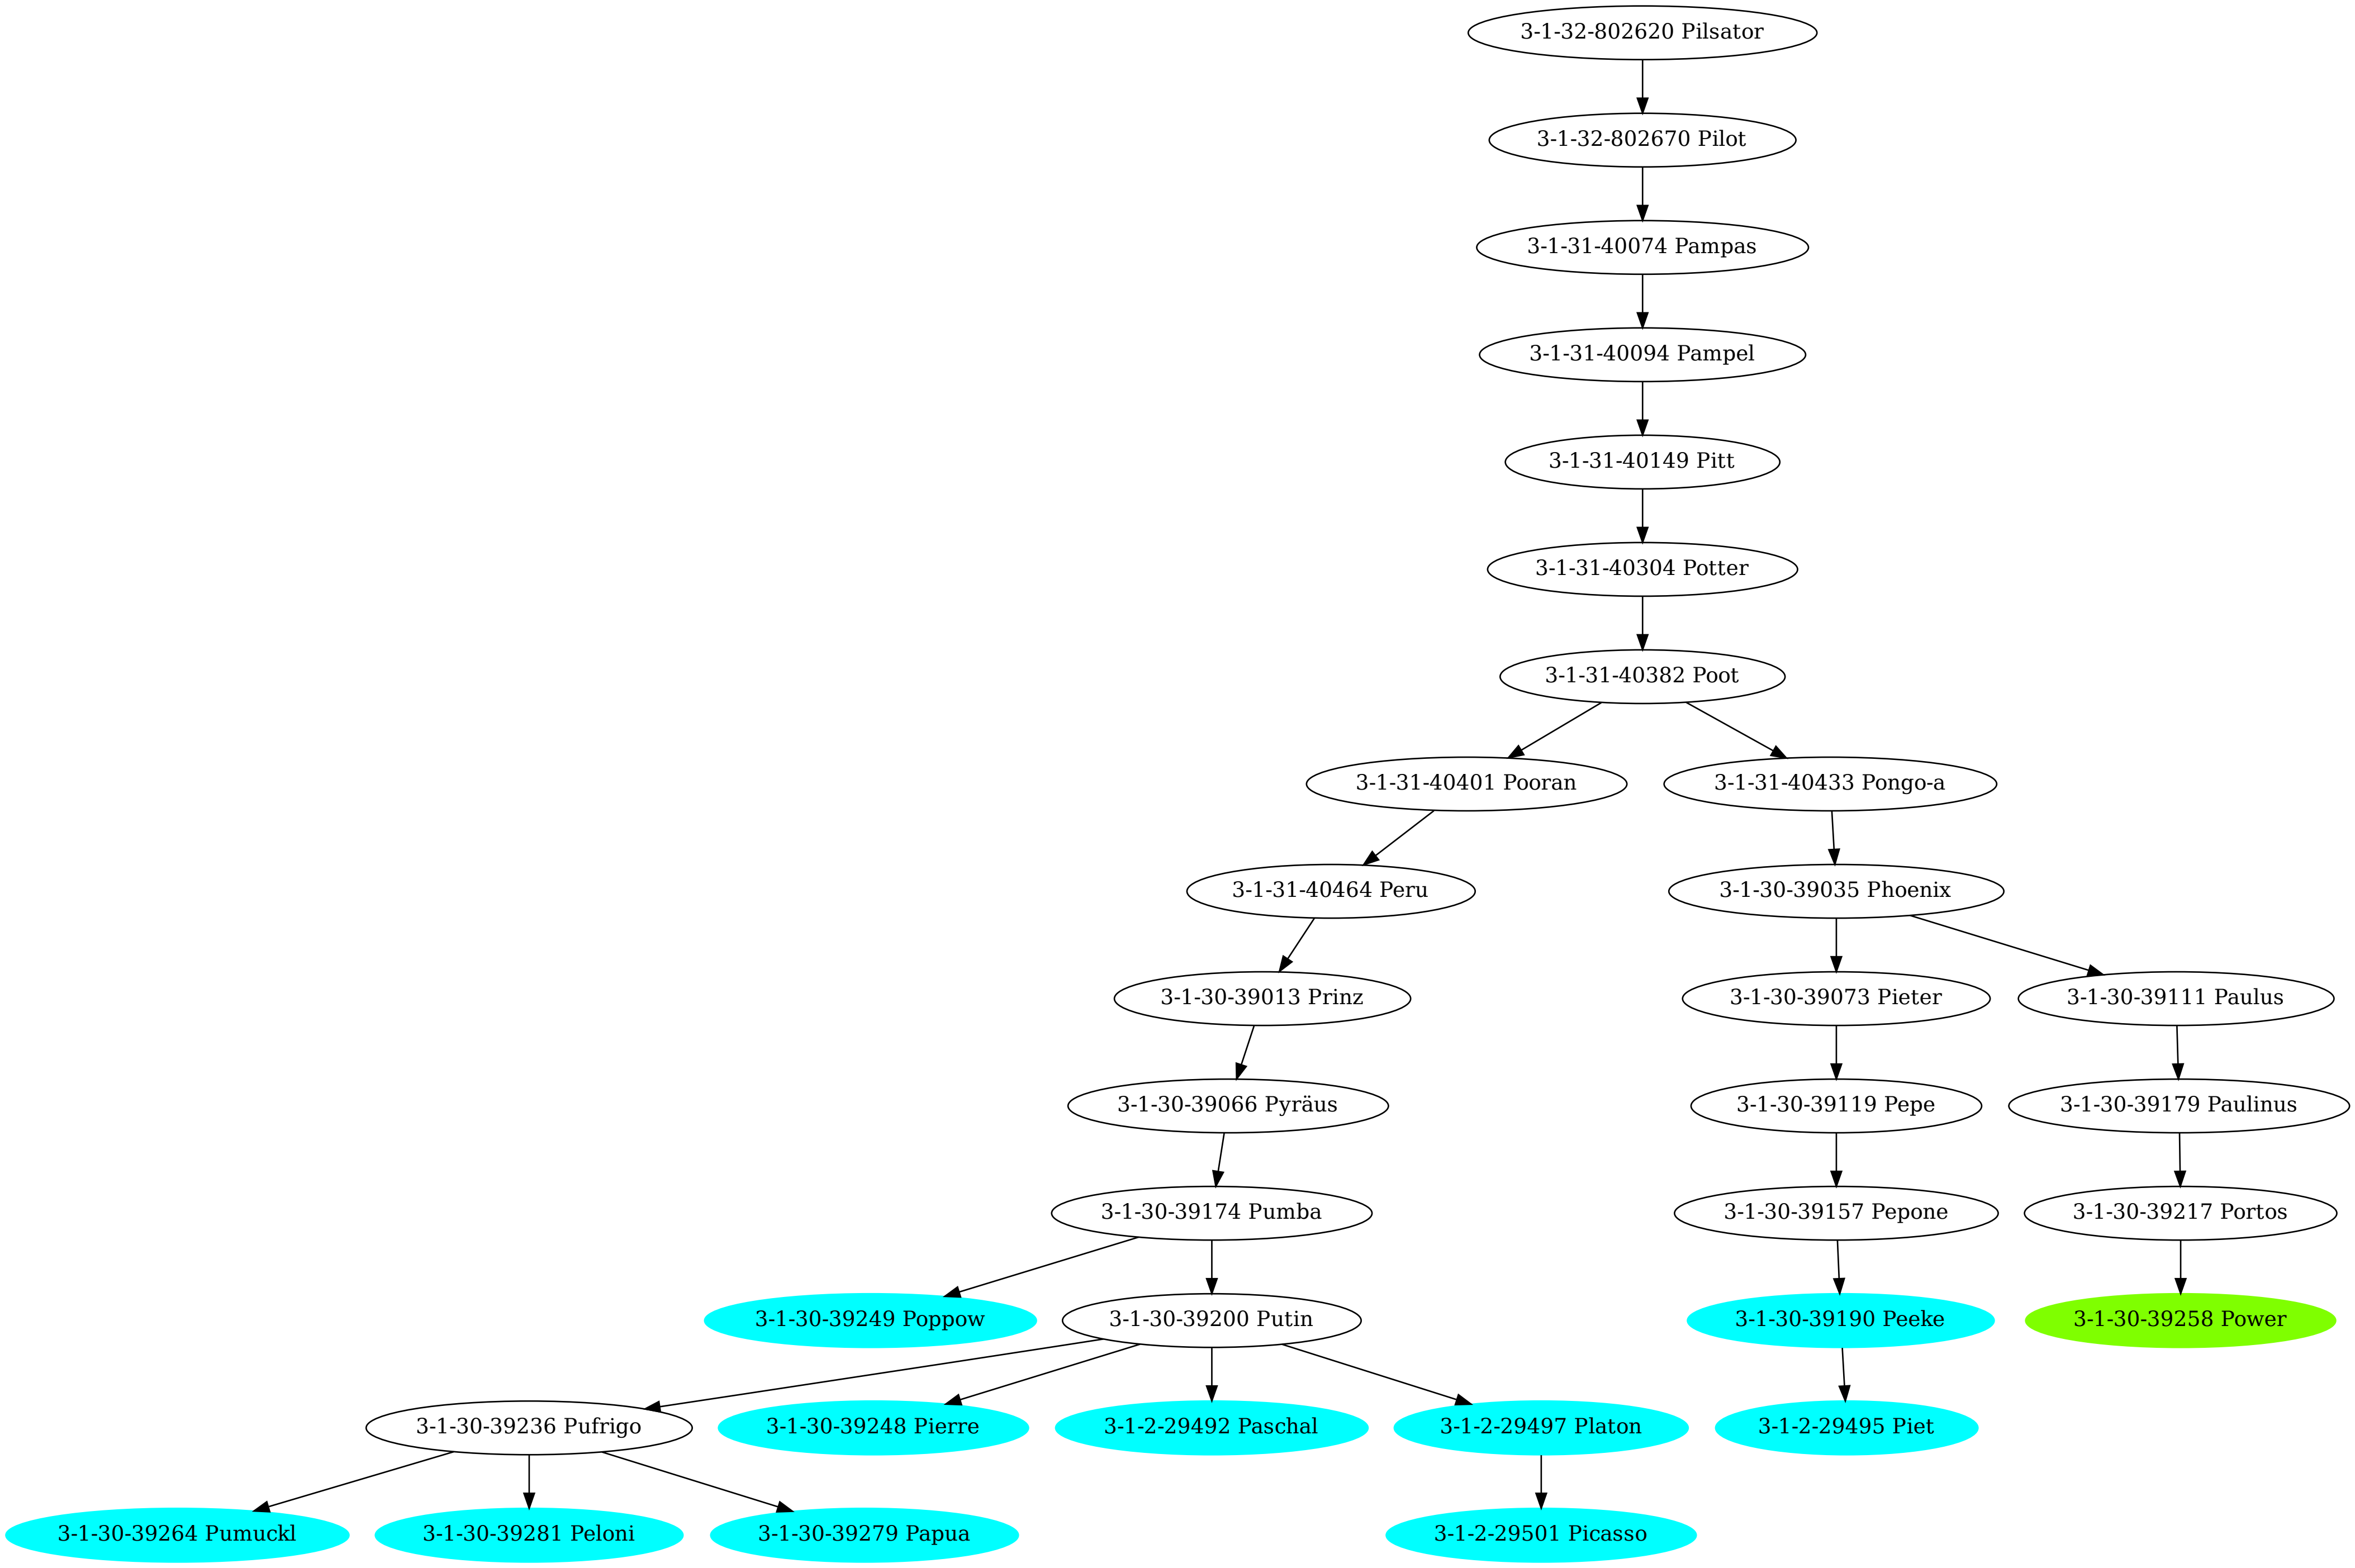 3-1-32-802620 Pilsator
3-1-32-802670 Pilot
3-1-31-40074 Pampas
3-1-31-40094 Pampel
3-1-31-40149 Pitt
3-1-31-40304 Potter
3-1-31-40382 Poot
3-1-31-40401 Pooran
3-1-31-40433 Pongo-a
3-1-31-40464 Peru
3-1-30-39035 Phoenix
3-1-30-39013 Prinz
3-1-30-39073 Pieter
3-1-30-39111 Paulus
3-1-30-39066 Pyräus
3-1-30-39119 Pepe
3-1-30-39179 Paulinus
3-1-30-39174 Pumba
3-1-30-39157 Pepone
3-1-30-39217 Portos
3-1-30-39249 Poppow
3-1-30-39200 Putin
3-1-30-39190 Peeke
3-1-30-39258 Power
3-1-30-39236 Pufrigo
3-1-30-39248 Pierre
3-1-2-29492 Paschal
3-1-2-29497 Platon
3-1-2-29495 Piet
3-1-30-39264 Pumuckl
3-1-30-39281 Peloni
3-1-30-39279 Papua
3-1-2-29501 Picasso